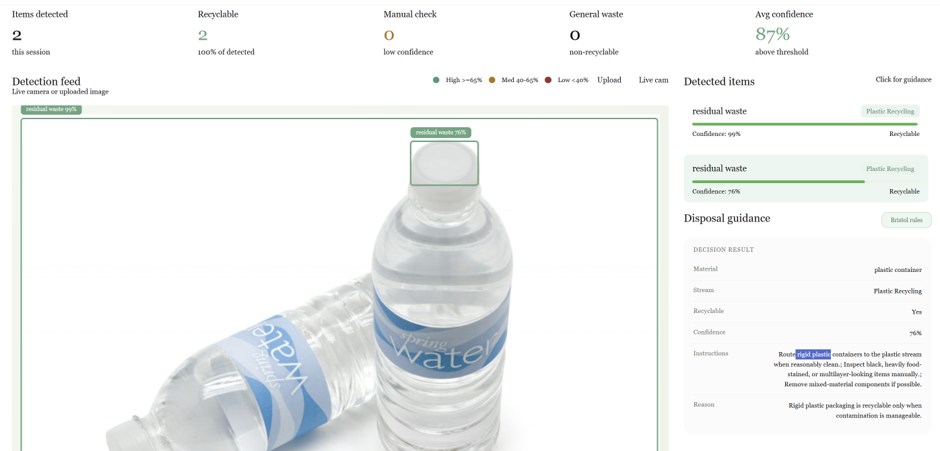 Items detected
2
this session
Recyclable
2
100% of detected
Manual check
0
low confidence
General waste
0
non-recyclable
Avg confidence
87%
above threshold
Detection feed
Live camera or uploaded image
High >=65%
Med 40-65%
Low <40%
Upload
Live cam
residual waste 99%
residual waste 76%
Spring
Water
Spring
Water
Detected items
Click for guidance
residual waste
Plastic Recycling
Confidence: 99%
Recyclable
residual waste
Plastic Recycling
Confidence: 76%
Recyclable
Disposal guidance
Bristol rules
DECISION RESULT
Material
plastic container
Stream
Plastic Recycling
Recyclable
Yes
Confidence
76%
Instructions
Route rigid plastic containers to the plastic stream
when reasonably clean.; Inspect black, heavily food-
stained, or multilayer-looking items manually.;
Remove mixed-material components if possible.
Reason
Rigid plastic packaging is recyclable only when
contamination is manageable.